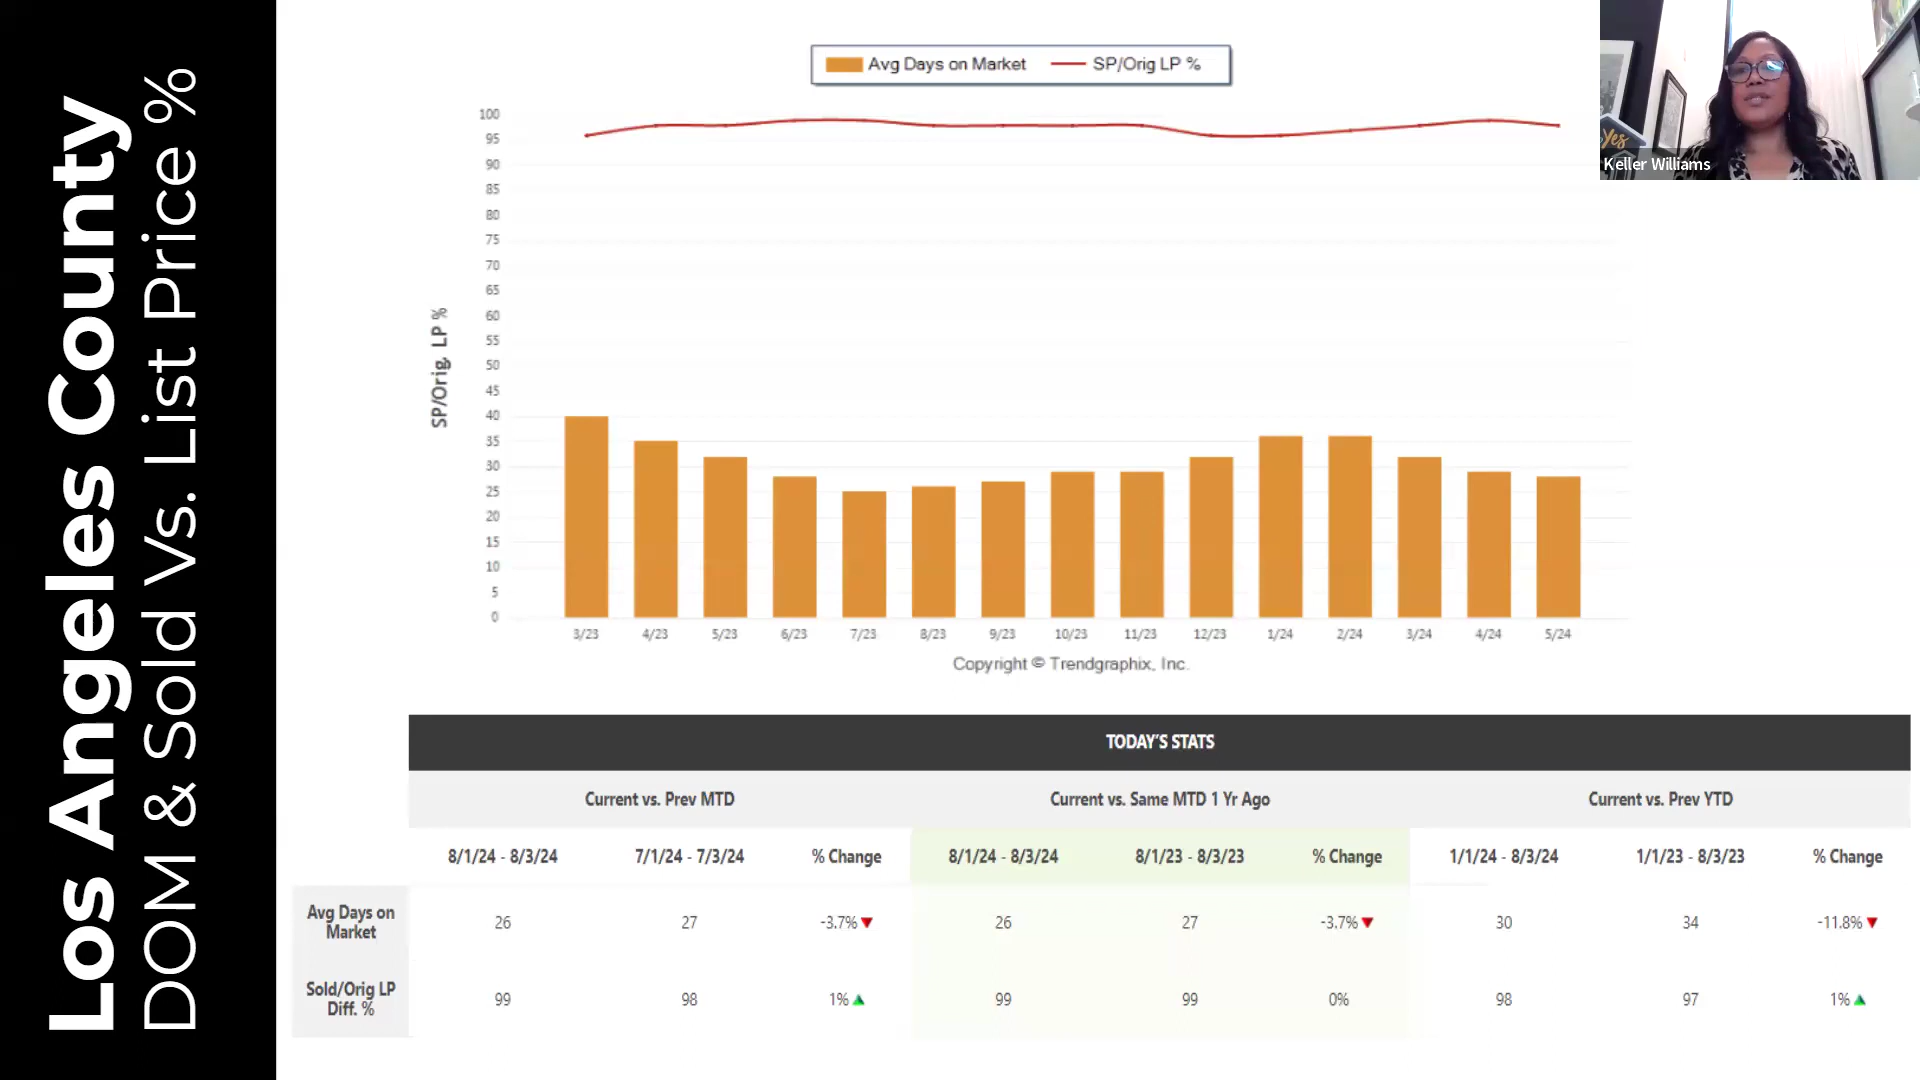 Los Angeles County
DOM & Sold Vs. List Price %
Avg Days on Market
SP/Orig LP %
SP/Orig. LP %
100
95
90
85
80
75
70
65
60
55
50
45
40
35
30
25
20
15
10
5
0
3/23 4/23 5/23 6/23 7/23 8/23 9/23 10/23 11/23 12/23 1/24 2/24 3/24 4/24 5/24
Copyright © Trendgraphix, Inc.
Yes
Keller Williams
TODAY'S STATS
Current vs. Prev MTD Current vs. Same MTD 1 Yr Ago Current vs. Prev YTD
8/1/24 - 8/3/24 7/1/24 - 7/3/24 % Change 8/1/24 - 8/3/24 8/1/23 - 8/3/23 % Change 1/1/24 - 8/3/24 1/1/23 - 8/3/23 % Change
Avg Days on
Market
26 27 -3.7% 26 27 -3.7% 30 34 -11.8%
Sold/Orig LP
Diff. %
99 98 1% 99 99 0% 98 97 1%